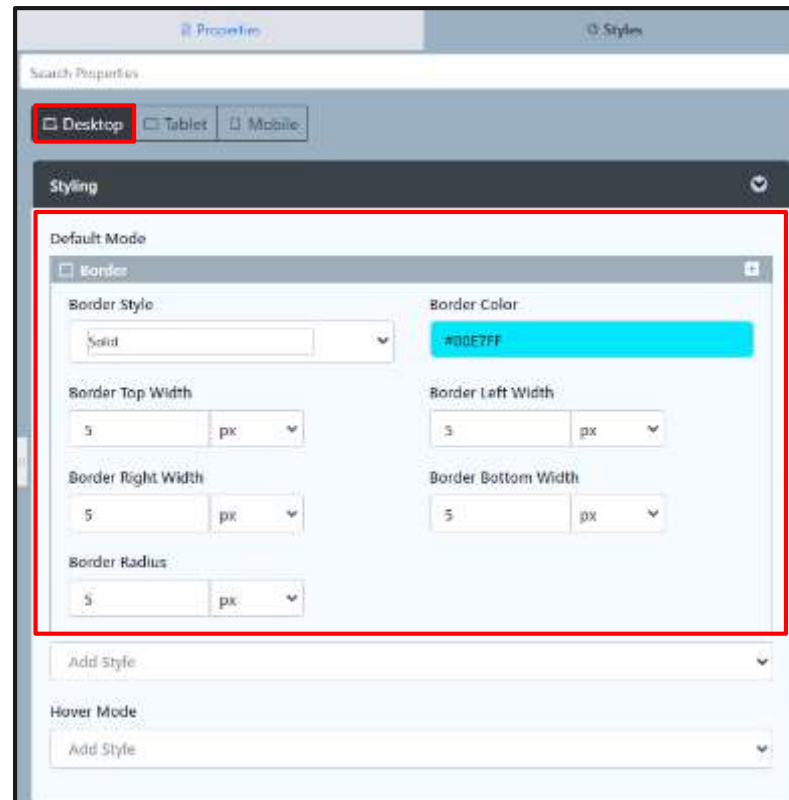 Properties
Styles
Search Properties
Desktop
Tablet
Mobile
Styling
Default Mode
Border
Border Style
Border Color
Solid
#00E7FF
Border Top Width
Border Left Width
5 px
5 px
Border Right Width
Border Bottom Width
5 px
5 px
Border Radius
5 px
Add Style
Hover Mode
Add Style